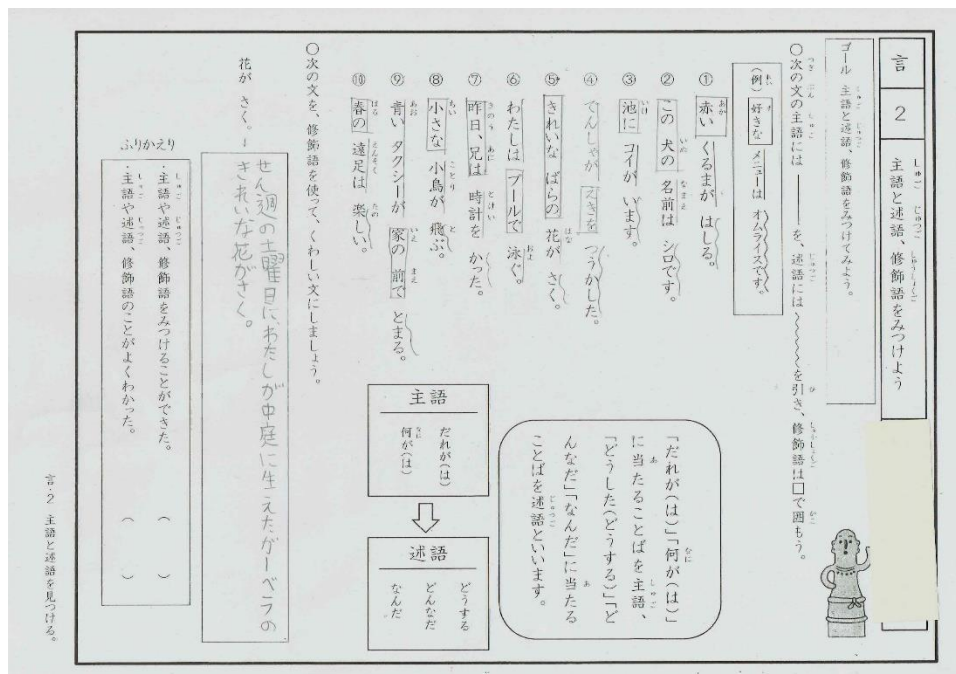 言 2 主語と述語、修飾語をみつけよう
ゴール 主語と述語、修飾語をみつけてみよう。
○次の文の主語には――――を、述語には～～～～を引き、修飾語は□で囲もう。
（例）好きな メニューは オムライスです。
① 赤い くるまが はしる。
② この 犬の 名前は シロです。
③ 池に コイが います。
④ でんしゃが えきを つうかした。
⑤ きれいな ばらの 花が さく。
⑥ わたしは プールで 泳ぐ。
⑦ 昨日、兄は 時計を かった。
⑧ 小さな 小鳥が 飛ぶ。
⑨ 青い タクシーが 家の 前で とまる。
⑩ 春の 遠足は 楽しい。
「だれが(は)」「何が(は)」
に当たることばを主語、
「どうした(どうする)」「ど
んなだ」「なんだ」に当たる
ことばを述語といいます。
主語
だれが(は)
何が(は)
述語
どうする
どんなだ
なんだ
○次の文を、修飾語を使って、くわしい文にしましょう。
花が さく。
せん週の土曜日に、わたしが中庭に生えたガーベラの
きれいな花がさく。
ふりかえり
・主語や述語、修飾語をみつけることができた。（　）
・主語や述語、修飾語のことがよくわかった。（　）
言・2 主語と述語を見つける。